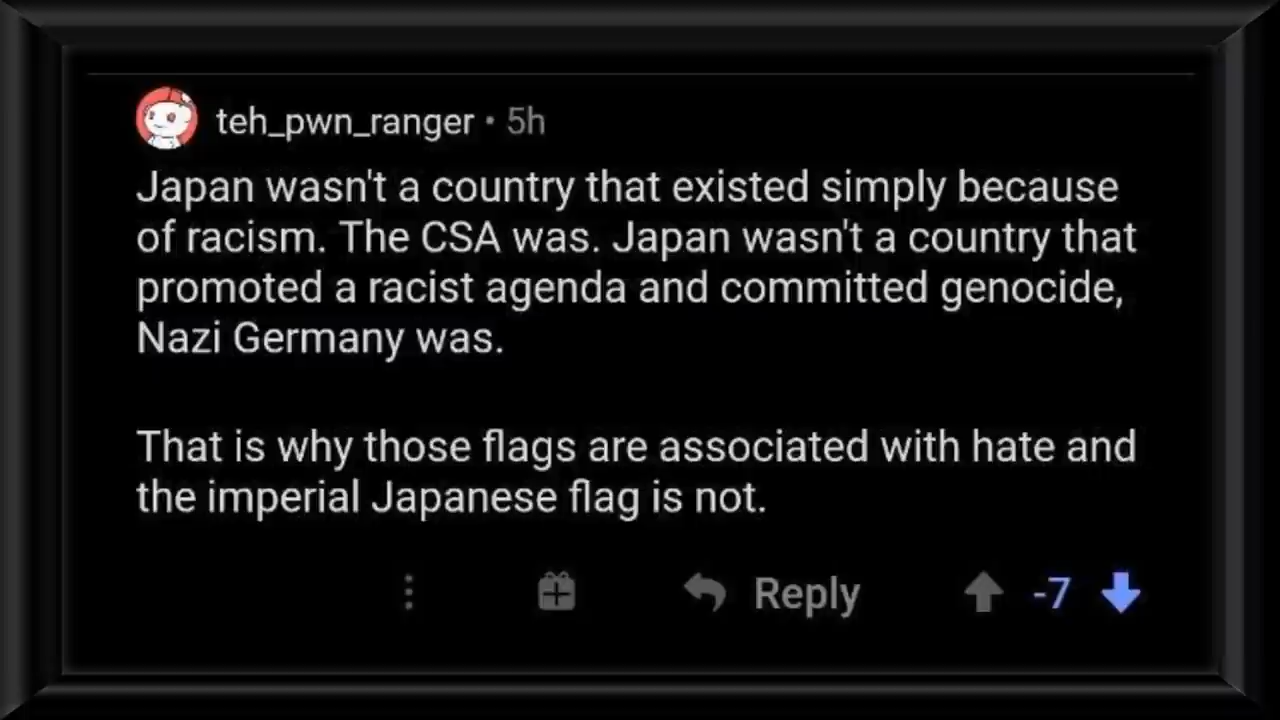 teh_pwn_ranger • 5h
Japan wasn't a country that existed simply because
of racism. The CSA was. Japan wasn't a country that
promoted a racist agenda and committed genocide,
Nazi Germany was.
That is why those flags are associated with hate and
the imperial Japanese flag is not.
Reply -7